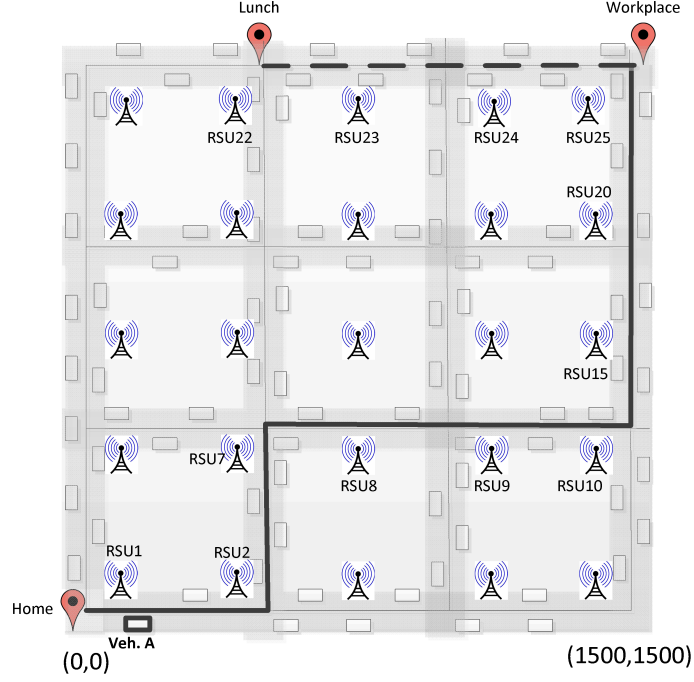 Lunch
Workplace
RSU22
RSU23
RSU24
RSU25
RSU20
RSU15
RSU7
RSU8
RSU9
RSU10
RSU1
RSU2
Home
Veh. A
(0,0)
(1500,1500)